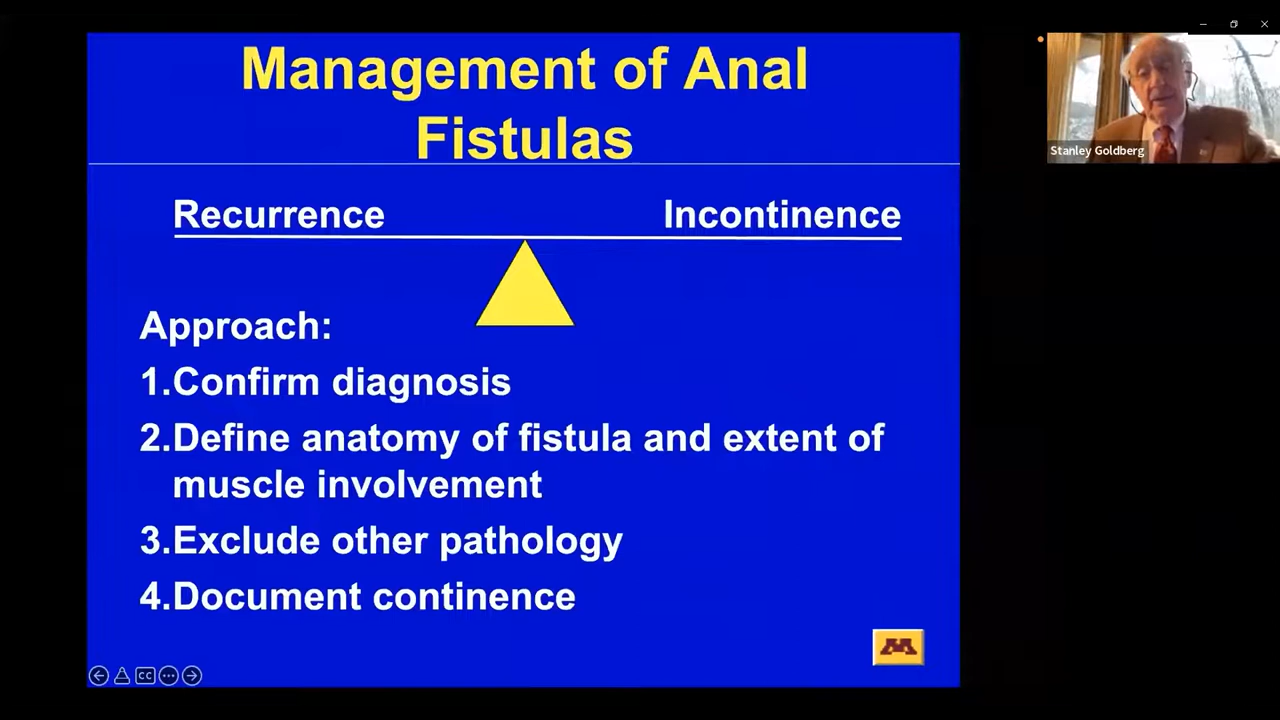 Management of Anal
Fistulas
Recurrence Incontinence
Approach:
1.Confirm diagnosis
2.Define anatomy of fistula and extent of
muscle involvement
3.Exclude other pathology
4.Document continence
M
CC
Stanley Goldberg